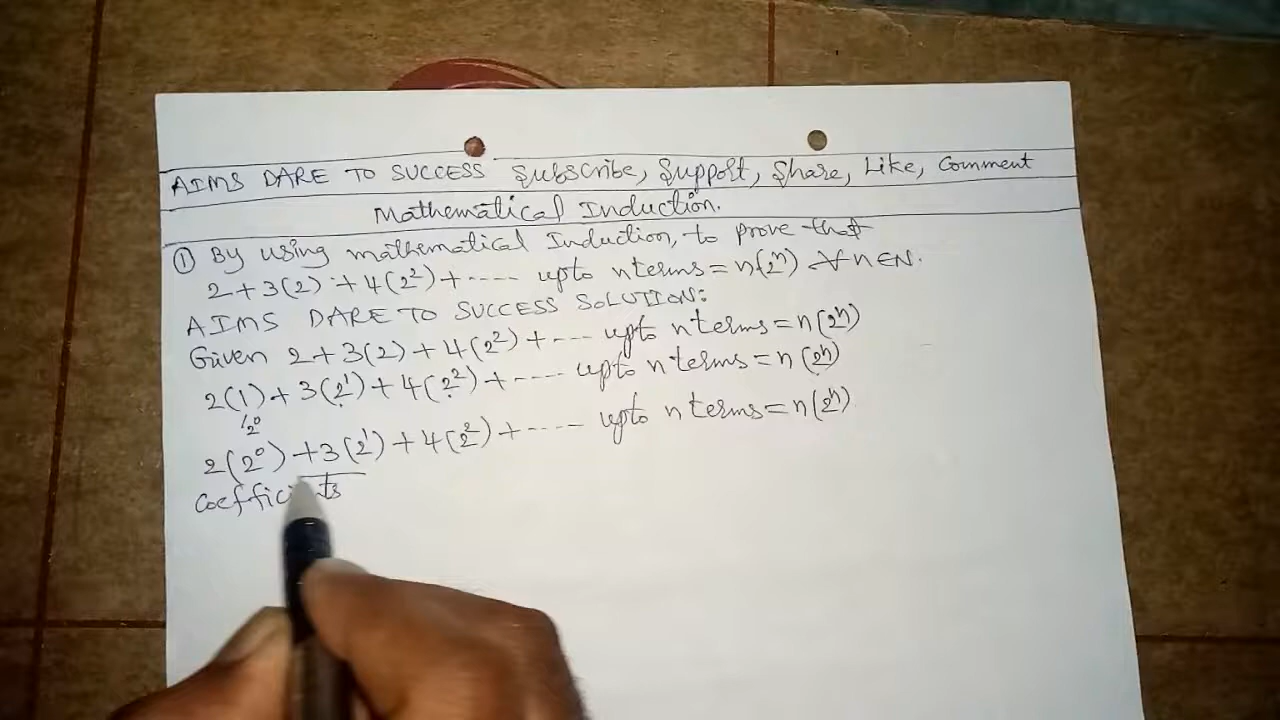 AIMS DARE TO SUCCESS Subscribe, Support, Share, Like, Comment
Mathematical Induction.
① By using mathematical Induction, to prove that
2+3(2)+4(2²)+----- upto n terms = n(2ⁿ) ∀ n∈N.
AIMS DARE TO SUCCESS SOLUTION:
Given 2+3(2)+4(2²)+---- upto n terms = n(2ⁿ)
2(1)+3(2¹)+4(2²)+----- upto n terms = n(2ⁿ)
2⁰
2(2⁰)+3(2¹)+4(2²)+----- upto n terms = n(2ⁿ)
Coefficients